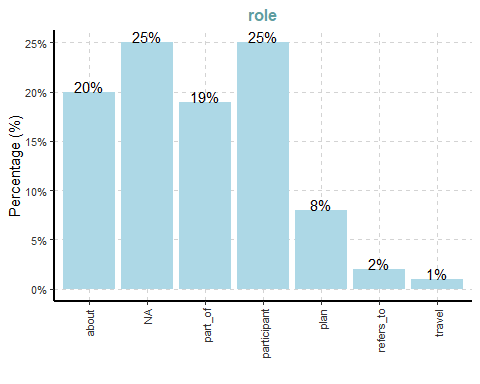 role
Percentage (%)
25%
20%
15%
10%
5%
0%
20%
25%
19%
25%
8%
2%
1%
about
NA
part_of
participant
plan
refers_to
travel